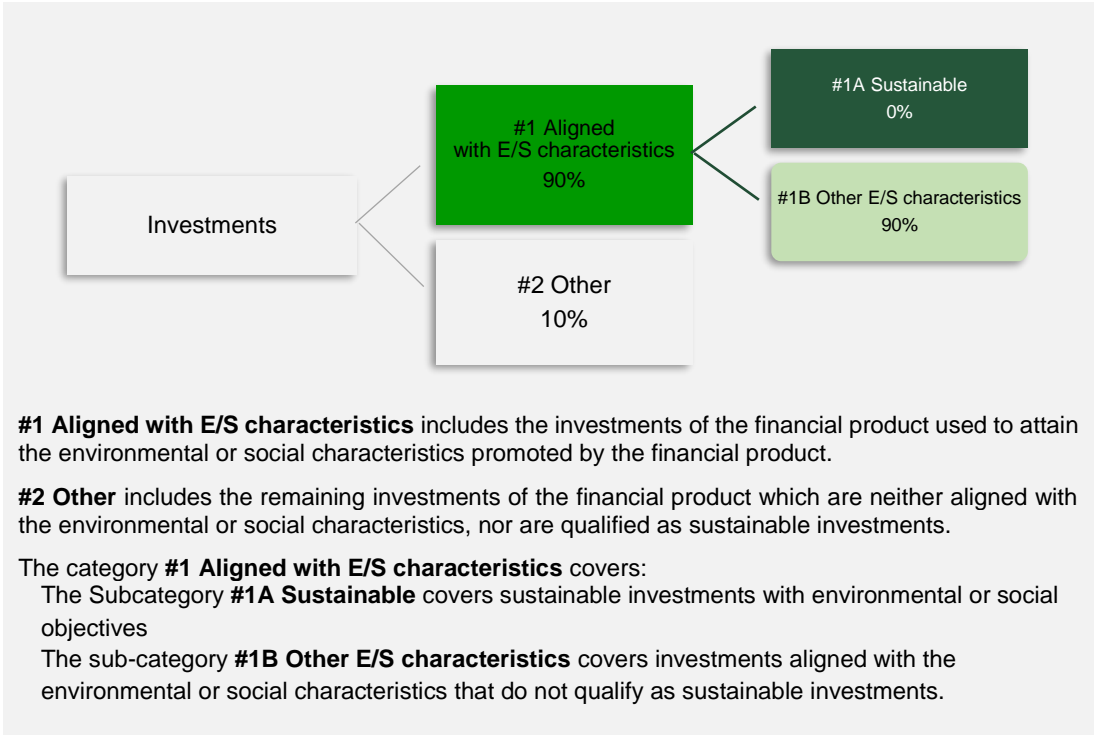 #1A Sustainable
0%
#1 Aligned
with E/S characteristics
90%
#1B Other E/S characteristics
90%
Investments
#2 Other
10%
#1 Aligned with E/S characteristics includes the investments of the financial product used to attain
the environmental or social characteristics promoted by the financial product.
#2 Other includes the remaining investments of the financial product which are neither aligned with
the environmental or social characteristics, nor are qualified as sustainable investments.
The category #1 Aligned with E/S characteristics covers:
The Subcategory #1A Sustainable covers sustainable investments with environmental or social
objectives
The sub-category #1B Other E/S characteristics covers investments aligned with the
environmental or social characteristics that do not qualify as sustainable investments.